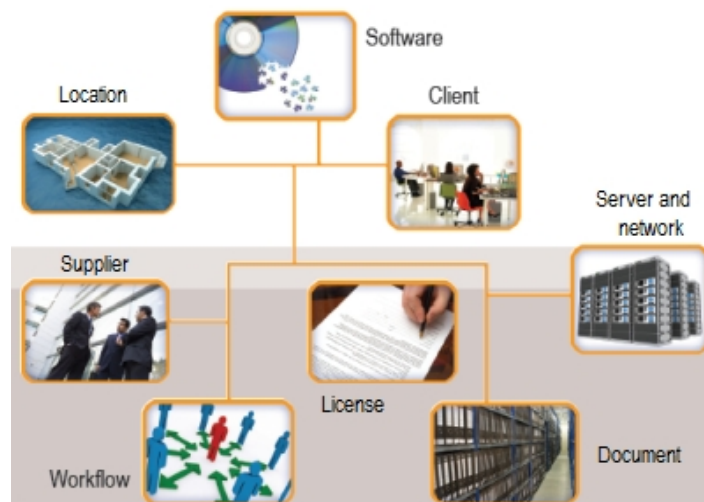 Software
Location
Client
Server and
network
Supplier
License
Workflow
Document